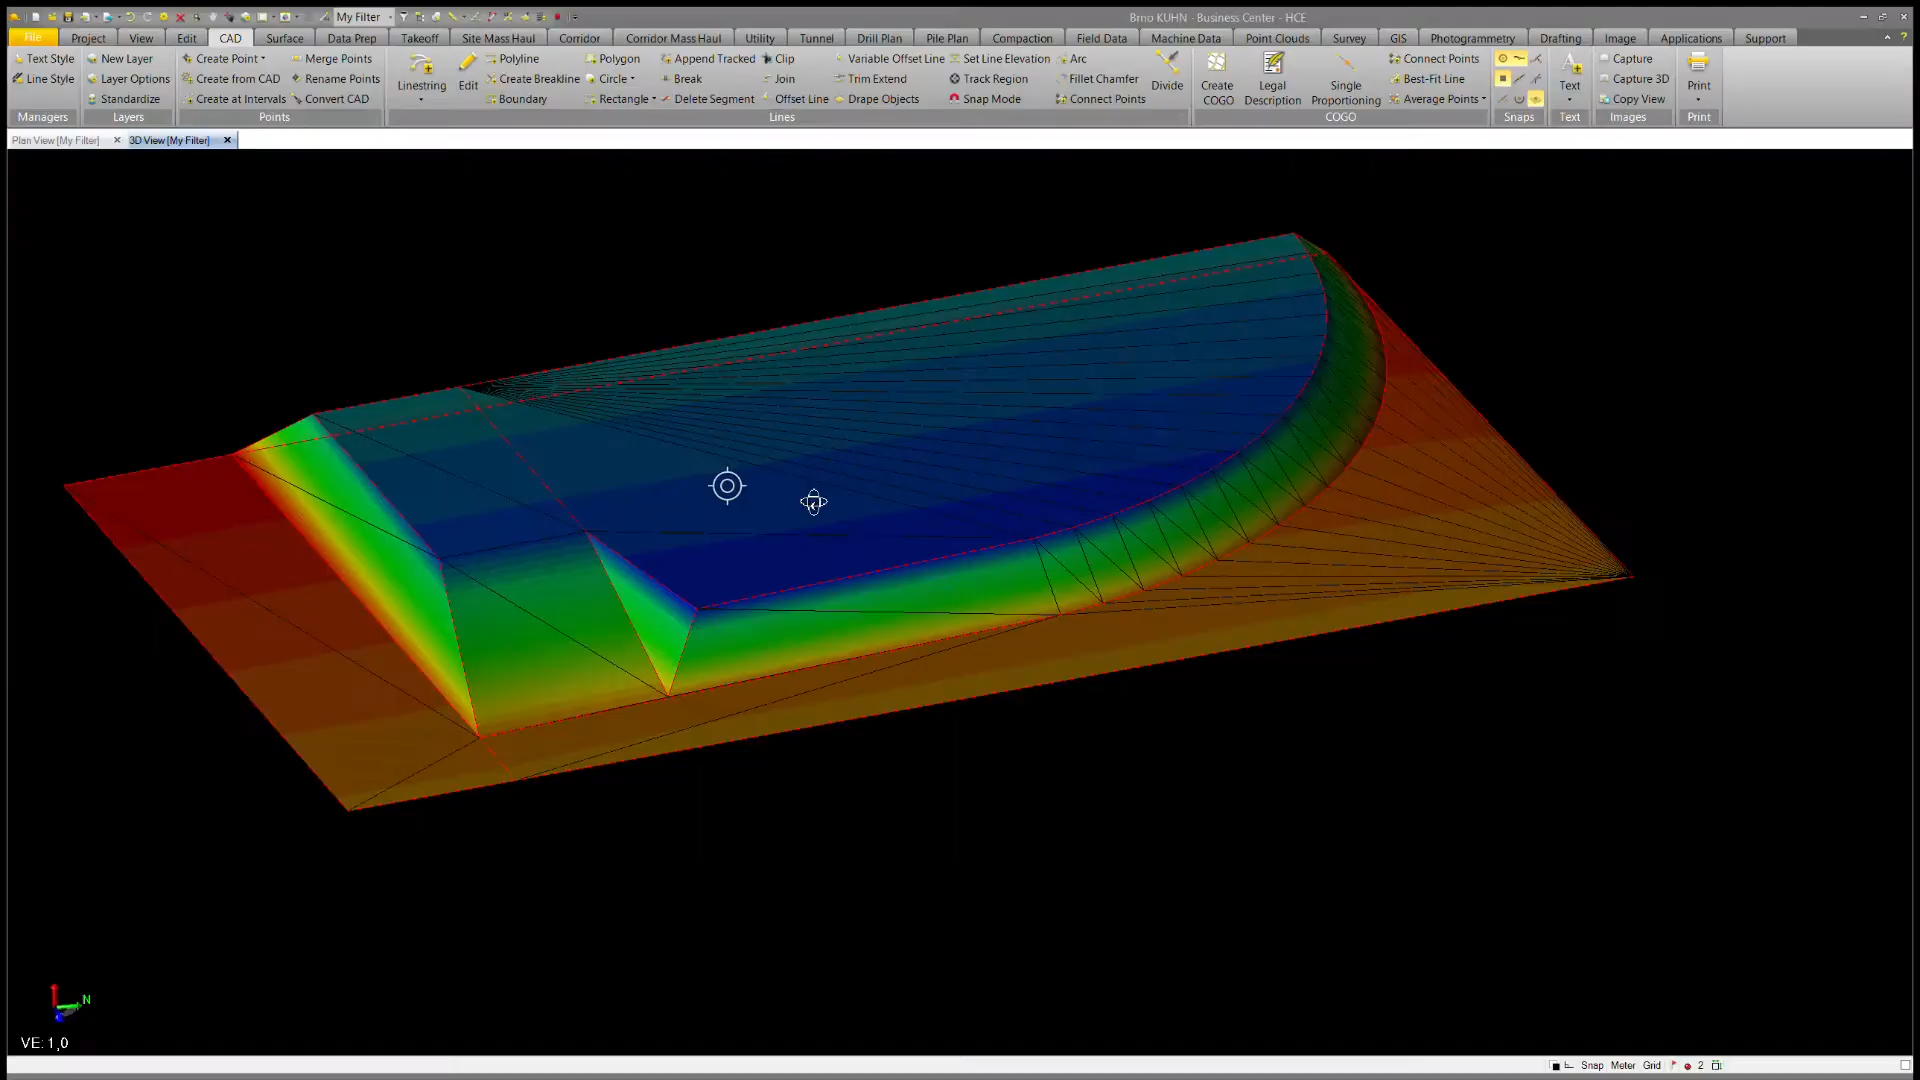 My Filter
Brno KUHN - Business Center - HCE
File Project View Edit CAD Surface Data Prep Takeoff Site Mass Haul Corridor Corridor Mass Haul Utility Tunnel Drill Plan Pile Plan Compaction Field Data Machine Data Point Clouds Survey GIS Photogrammetry Drafting Image Applications Support
Text Style New Layer Create Point Merge Points Polyline Polygon Append Tracked Clip Variable Offset Line Set Line Elevation Arc Connect Points Capture
Line Style Layer Options Create from CAD Rename Points Linestring Edit Create Breakline Circle Break Join Trim Extend Track Region Fillet Chamfer Divide Create COGO Legal Description Single Proportioning Best-Fit Line Text Capture 3D Print
Standardize Create at Intervals Convert CAD Boundary Rectangle Delete Segment Offset Line Drape Objects Snap Mode Connect Points Average Points Copy View
Managers Layers Points Lines COGO Snaps Text Images Print
Plan View [My Filter] 3D View [My Filter]
N
VE: 1,0
Snap Meter Grid 2